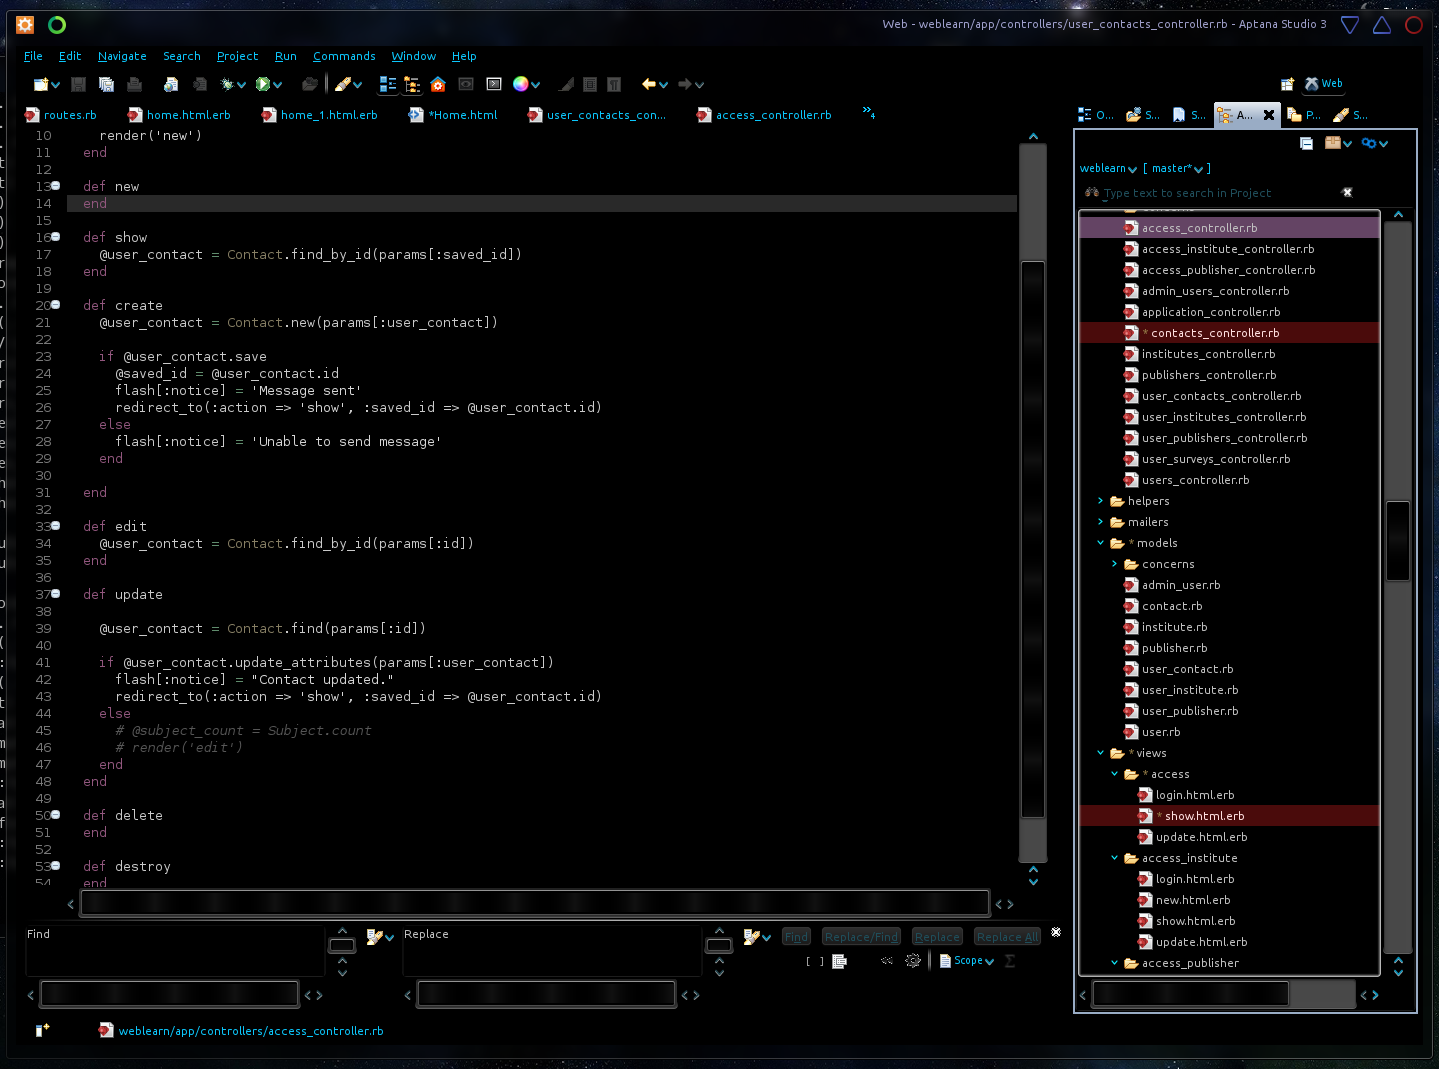 Web - weblearn/app/controllers/user_contacts_controller.rb - Aptana Studio 3
File Edit Navigate Search Project Run Commands Window Help
Web
routes.rb home.html.erb home_1.html.erb *Home.html user_contacts_con... access_controller.rb »4
O... S... S... A... P... S...
10 render('new')
11 end
12
13 def new
14 end
15
16 def show
17 @user_contact = Contact.find_by_id(params[:saved_id])
18 end
19
20 def create
21 @user_contact = Contact.new(params[:user_contact])
22
23 if @user_contact.save
24 @saved_id = @user_contact.id
25 flash[:notice] = 'Message sent'
26 redirect_to(:action => 'show', :saved_id => @user_contact.id)
27 else
28 flash[:notice] = 'Unable to send message'
29 end
30
31 end
32
33 def edit
34 @user_contact = Contact.find_by_id(params[:id])
35 end
36
37 def update
38
39 @user_contact = Contact.find(params[:id])
40
41 if @user_contact.update_attributes(params[:user_contact])
42 flash[:notice] = "Contact updated."
43 redirect_to(:action => 'show', :saved_id => @user_contact.id)
44 else
45 # @subject_count = Subject.count
46 # render('edit')
47 end
48 end
49
50 def delete
51 end
52
53 def destroy
54 end
weblearn [ master* ]
Type text to search in Project
access_controller.rb
access_institute_controller.rb
access_publisher_controller.rb
admin_users_controller.rb
application_controller.rb
* contacts_controller.rb
institutes_controller.rb
publishers_controller.rb
user_contacts_controller.rb
user_institutes_controller.rb
user_publishers_controller.rb
user_surveys_controller.rb
users_controller.rb
helpers
mailers
* models
concerns
admin_user.rb
contact.rb
institute.rb
publisher.rb
user_contact.rb
user_institute.rb
user_publisher.rb
user.rb
* views
* access
login.html.erb
* show.html.erb
update.html.erb
access_institute
login.html.erb
new.html.erb
show.html.erb
update.html.erb
access_publisher
Find
Replace
Find Replace/Find Replace Replace All
[ ] << Scope Σ
weblearn/app/controllers/access_controller.rb